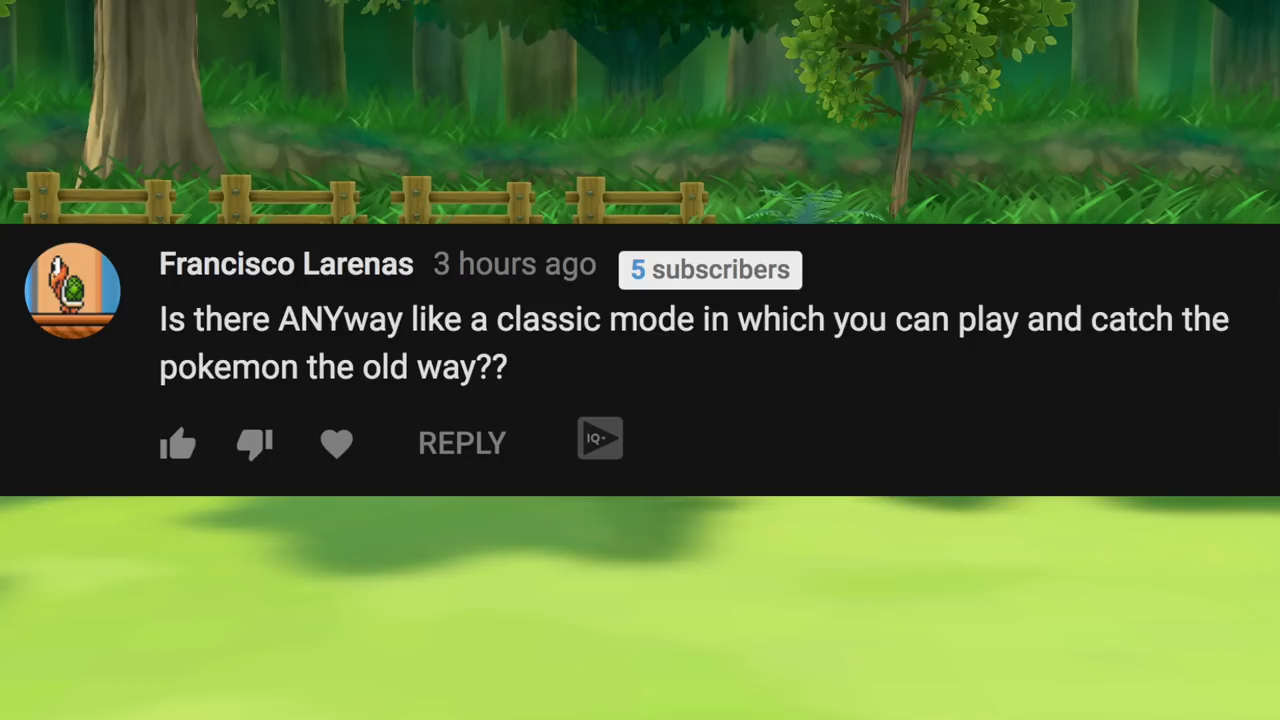 Francisco Larenas 3 hours ago 5 subscribers
Is there ANYway like a classic mode in which you can play and catch the
pokemon the old way??
REPLY IQ+